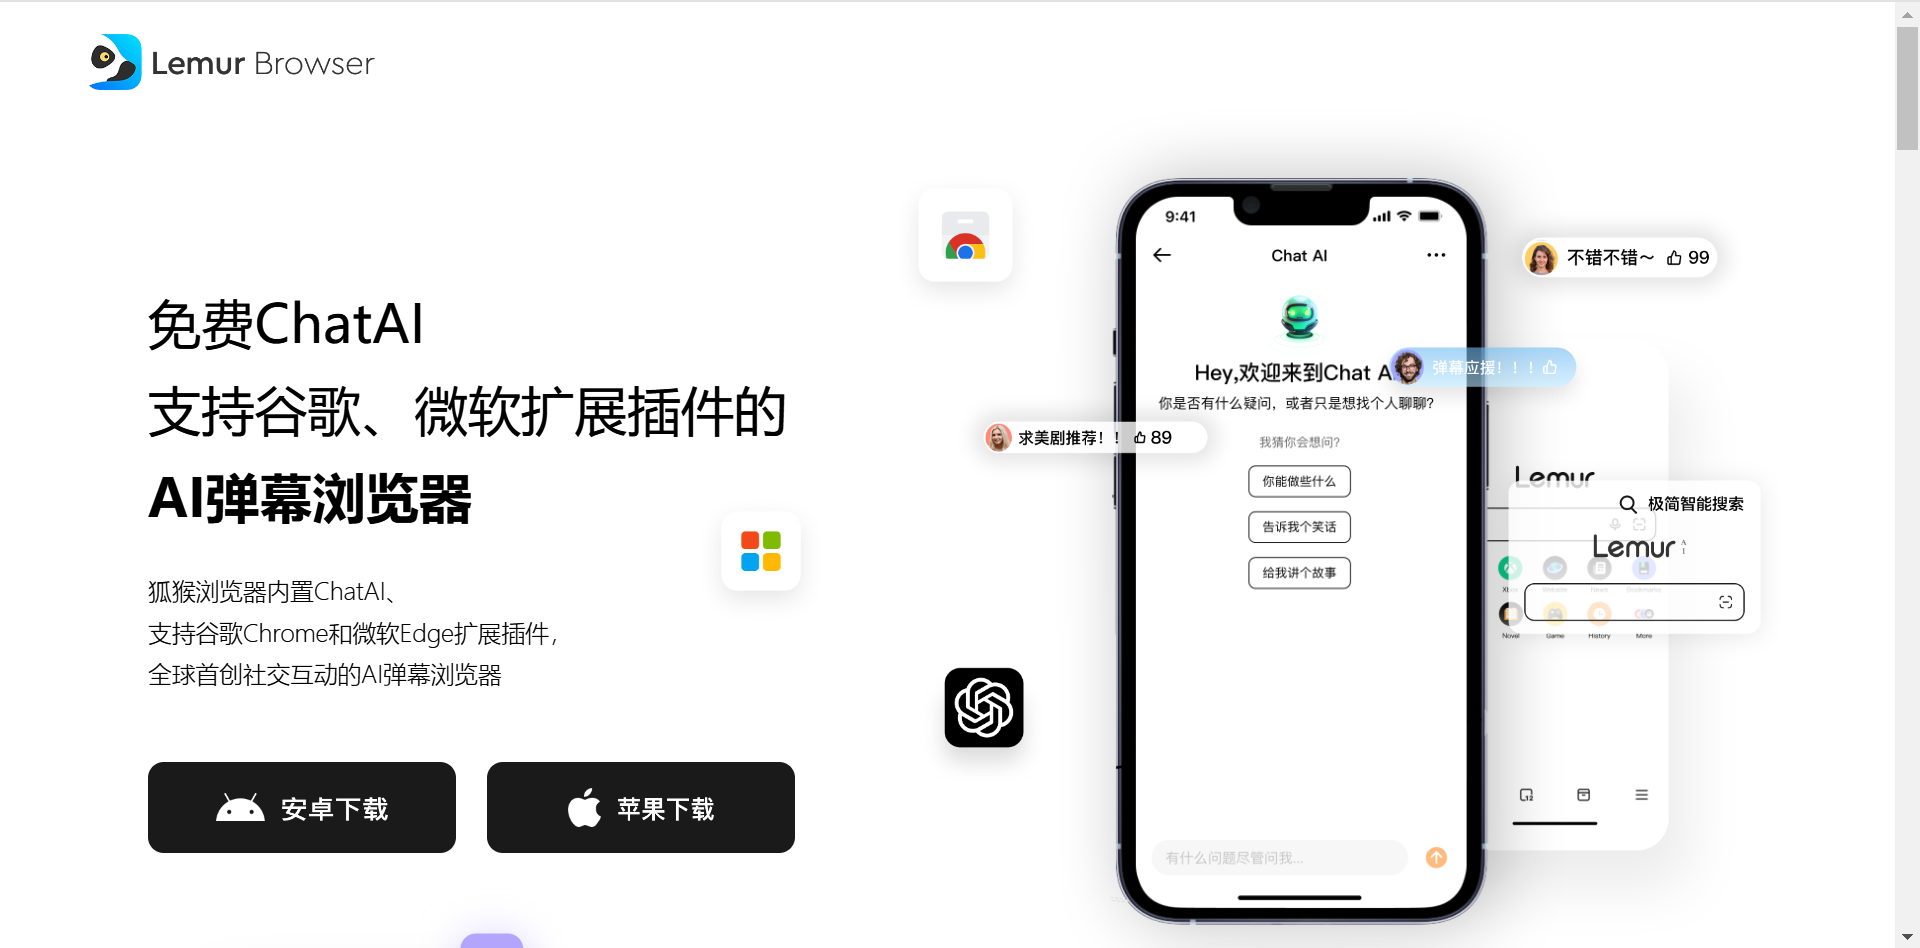 Lemur Browser
免费ChatAI
支持谷歌、微软扩展插件的
AI弹幕浏览器
狐猴浏览器内置ChatAI、
支持谷歌Chrome和微软Edge扩展插件，
全球首创社交互动的AI弹幕浏览器
安卓下载
苹果下载
9:41
Chat AI
Hey,欢迎来到Chat A
你是否有什么疑问，或者只是想找个人聊聊?
我猜你会想问?
你能做些什么
告诉我个笑话
给我讲个故事
有什么问题尽管问我...
不错不错～ 99
弹幕应援！！！
求美剧推荐！！ 89
Lemur
极简智能搜索
Lemur AI
News
Bookmarks
Novel
Game
History
More
12